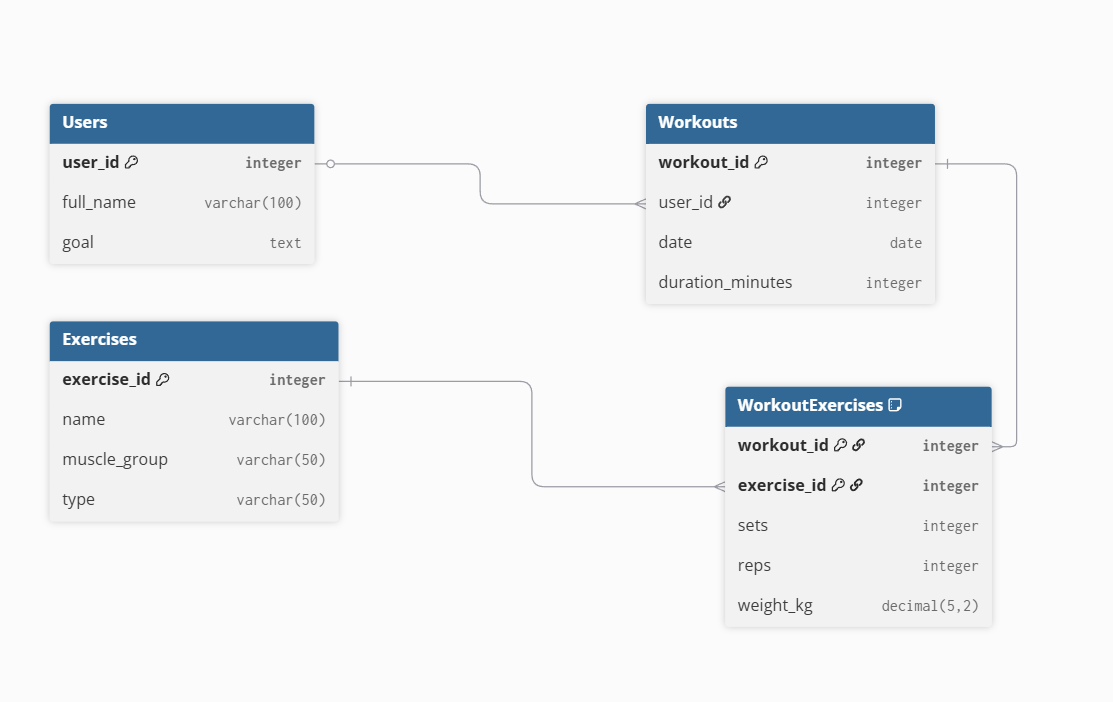 Users
user_id integer
full_name varchar(100)
goal text
Workouts
workout_id integer
user_id integer
date date
duration_minutes integer
Exercises
exercise_id integer
name varchar(100)
muscle_group varchar(50)
type varchar(50)
WorkoutExercises
workout_id integer
exercise_id integer
sets integer
reps integer
weight_kg decimal(5,2)